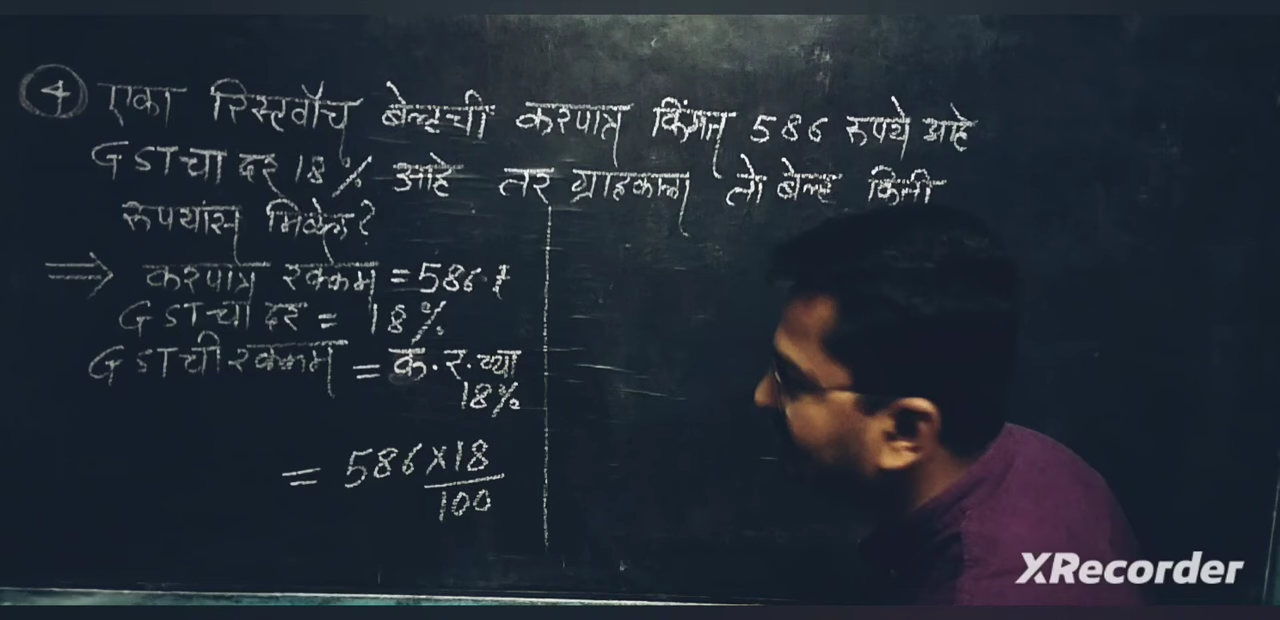 ④ एका रिस्टवॉच बेल्टची करपात्र किंमत 586 रुपये आहे
GSTचा दर 18% आहे तर ग्राहकाला तो बेल्ट किती
रुपयांस मिळेल?
⇒ करपात्र रक्कम = 586 ₹
GSTचा दर = 18%
GSTची रक्कम = क.र.च्या
18%
= 586 × 18
100
XRecorder